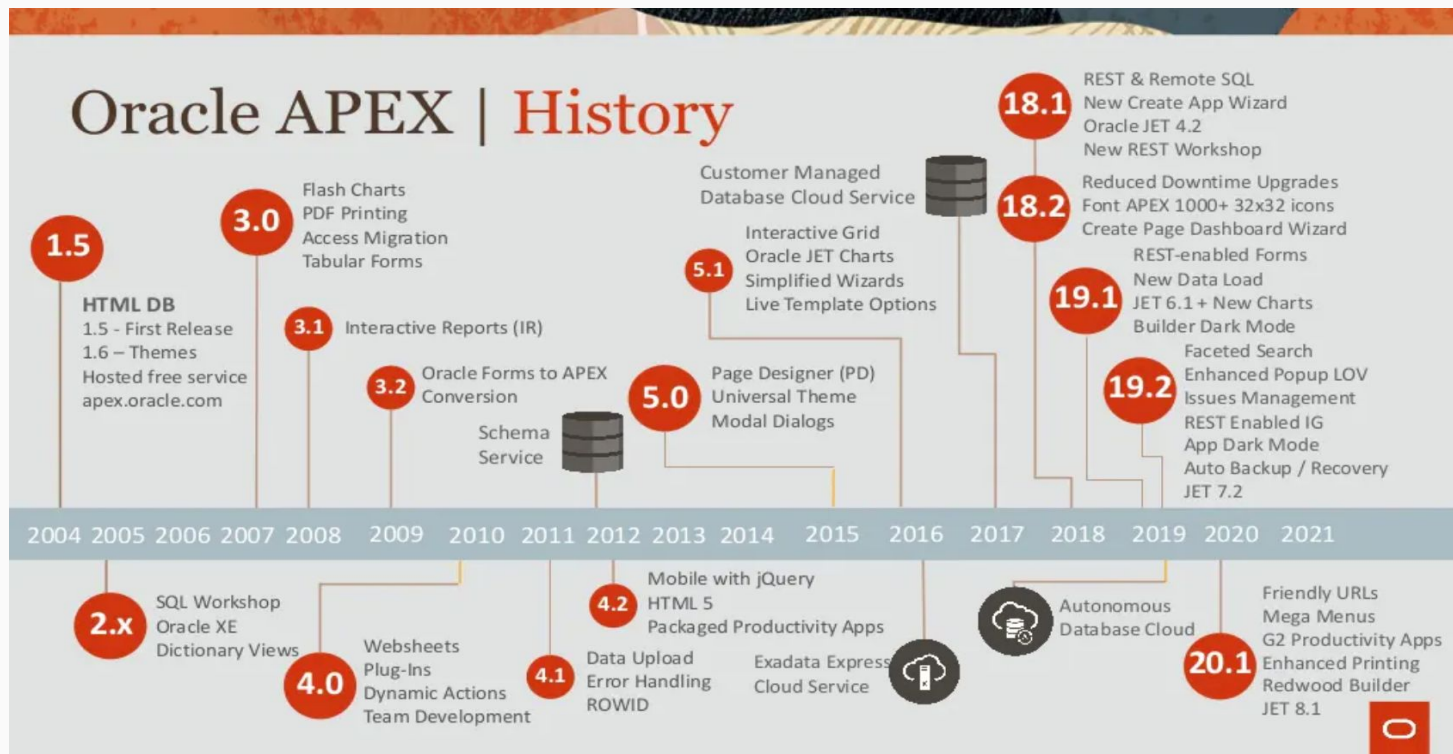 Oracle APEX | History
1.5
HTML DB
1.5 - First Release
1.6 – Themes
Hosted free service
apex.oracle.com
3.0
Flash Charts
PDF Printing
Access Migration
Tabular Forms
3.1
Interactive Reports (IR)
3.2
Oracle Forms to APEX
Conversion
Schema
Service
5.0
Page Designer (PD)
Universal Theme
Modal Dialogs
5.1
Interactive Grid
Oracle JET Charts
Simplified Wizards
Live Template Options
Customer Managed
Database Cloud Service
18.1
REST & Remote SQL
New Create App Wizard
Oracle JET 4.2
New REST Workshop
18.2
Reduced Downtime Upgrades
Font APEX 1000+ 32x32 icons
Create Page Dashboard Wizard
19.1
REST-enabled Forms
New Data Load
JET 6.1 + New Charts
Builder Dark Mode
19.2
Faceted Search
Enhanced Popup LOV
Issues Management
REST Enabled IG
App Dark Mode
Auto Backup / Recovery
JET 7.2
2004 2005 2006 2007 2008 2009 2010 2011 2012 2013 2014 2015 2016 2017 2018 2019 2020 2021
2.x
SQL Workshop
Oracle XE
Dictionary Views
4.0
Websheets
Plug-Ins
Dynamic Actions
Team Development
4.1
Data Upload
Error Handling
ROWID
4.2
Mobile with jQuery
HTML 5
Packaged Productivity Apps
Exadata Express
Cloud Service
Autonomous
Database Cloud
20.1
Friendly URLs
Mega Menus
G2 Productivity Apps
Enhanced Printing
Redwood Builder
JET 8.1